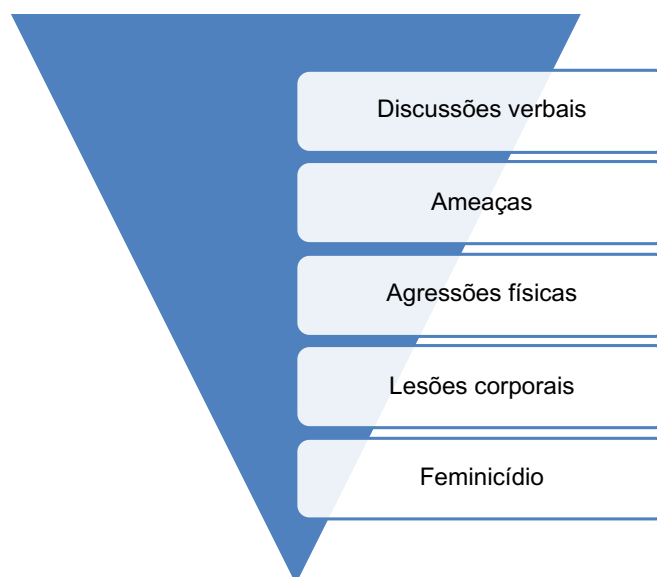 Discussões verbais
Ameaças
Agressões físicas
Lesões corporais
Feminicídio